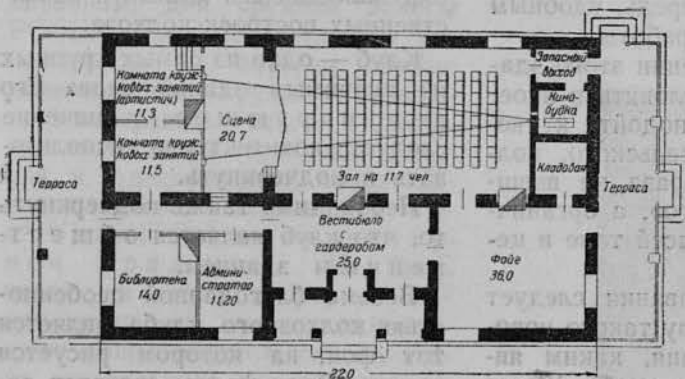 Комната круж-
ковых занятий
(артистич)
11,3
Комната круж-
ковых занятий
11,5
Сцена
20,7
Зал на 117 чел.
Запасный
выход
Кино-
будка
Кладовая
Терраса
Терраса
Библиотека
14,0
Админи
стратор
11,20
Вестибюль
с
гардеробом
25,0
Фойе
36,0
22,0